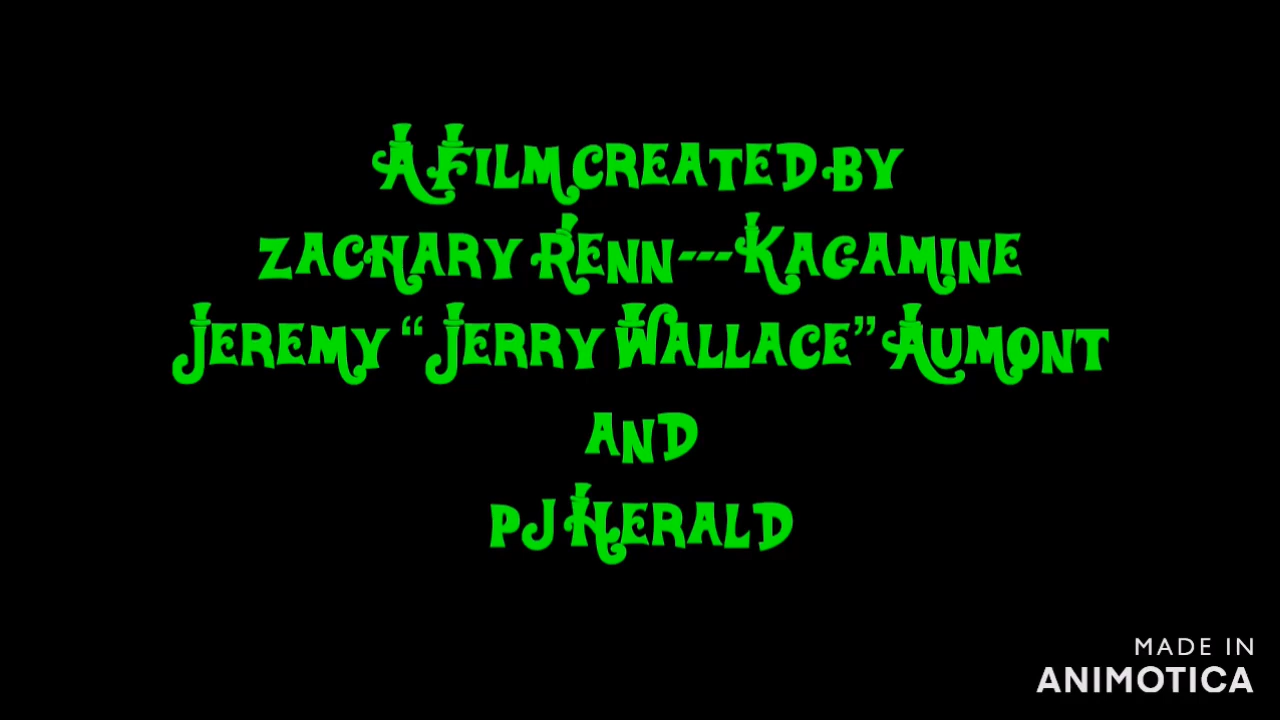 A Film created by
zachary Renn---Kagamine
Jeremy “Jerry Wallace” Aumont
and
pj Herald
MADE IN
ANIMOTICA